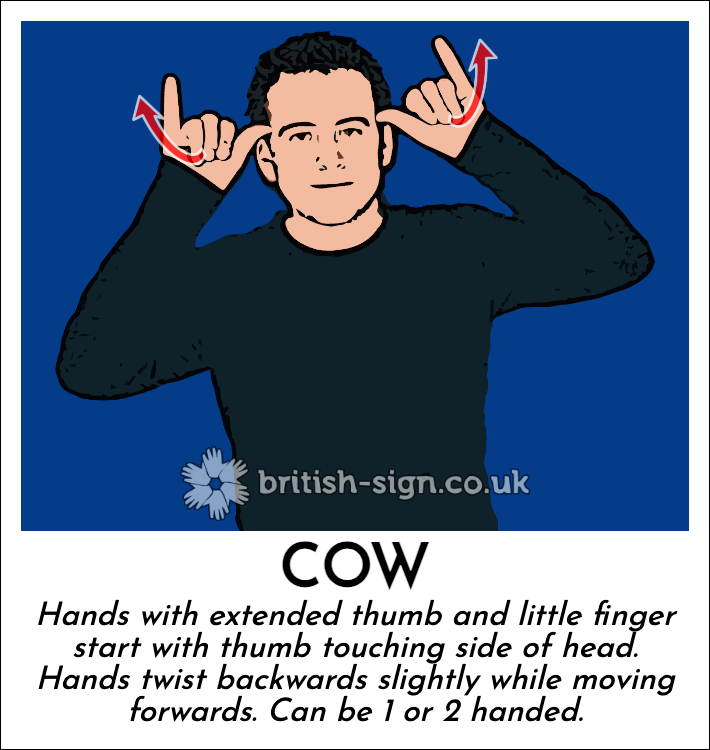 british-sign.co.uk
COW
Hands with extended thumb and little finger
start with thumb touching side of head.
Hands twist backwards slightly while moving
forwards. Can be 1 or 2 handed.